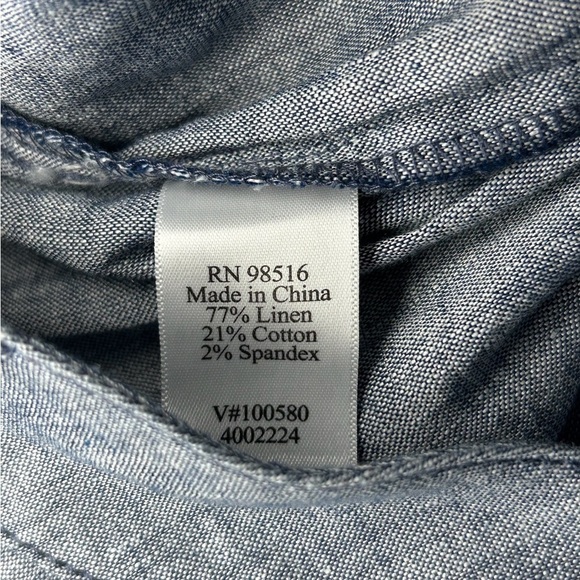 RN 98516
Made in China
77% Linen
21% Cotton
2% Spandex
V#100580
4002224